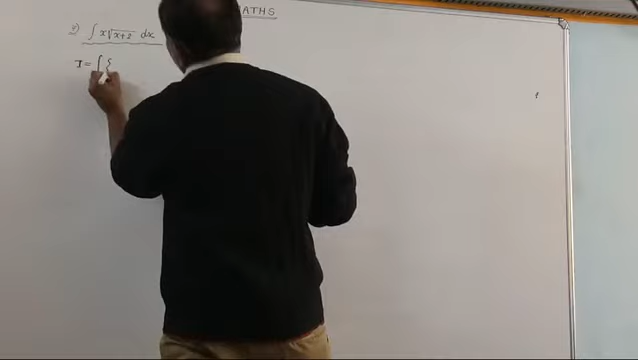 ATHS
∫ x√x+2 dx
I = ∫ {